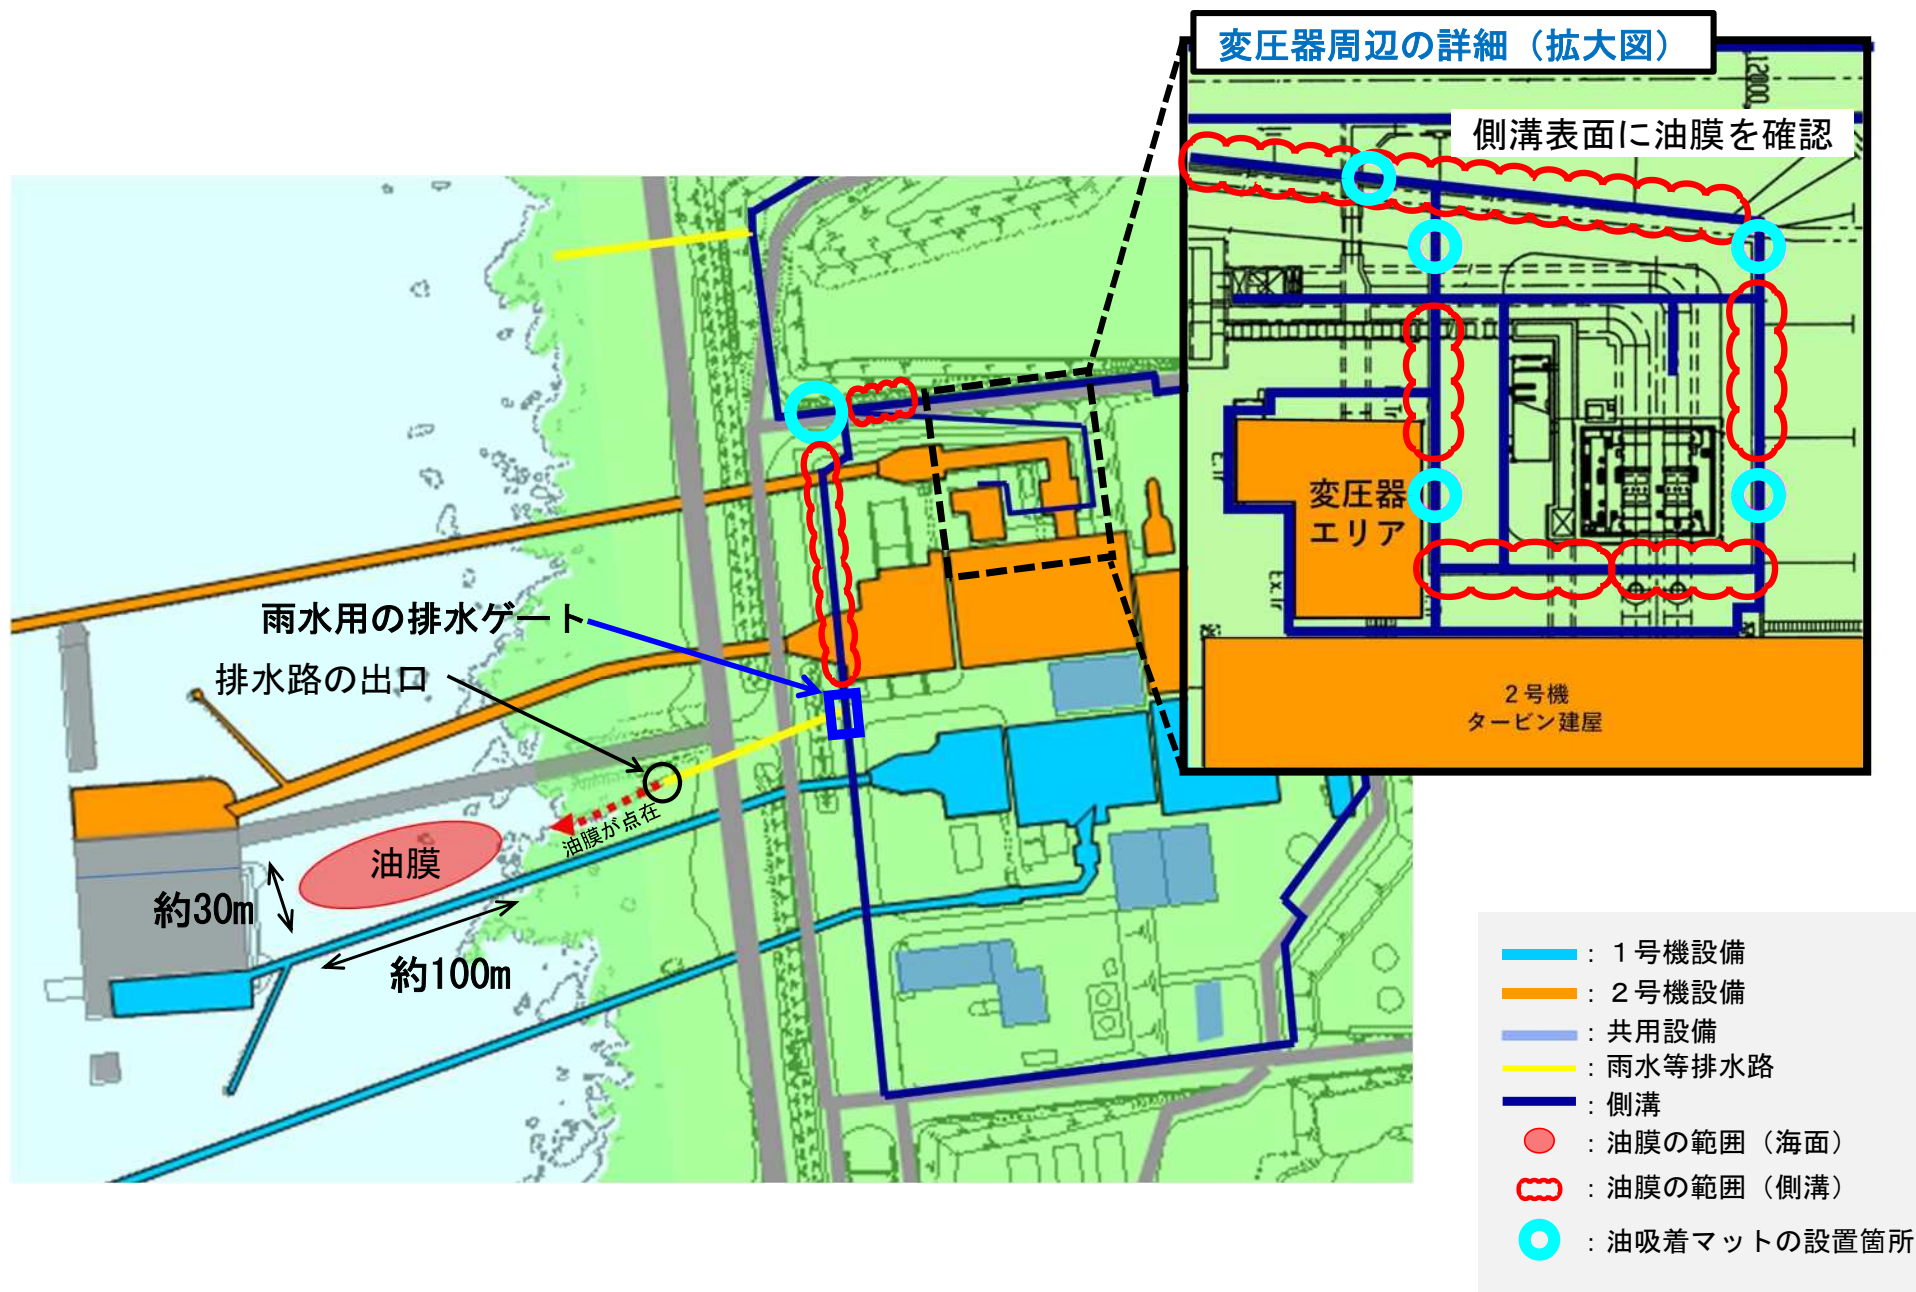 変圧器周辺の詳細（拡大図）
12000
側溝表面に油膜を確認
変圧器
エリア
2号機
タービン建屋
雨水用の排水ゲート
排水路の出口
油膜が点在
油膜
約30m
約100m
：１号機設備
：２号機設備
：共用設備
：雨水等排水路
：側溝
：油膜の範囲（海面）
：油膜の範囲（側溝）
：油吸着マットの設置箇所